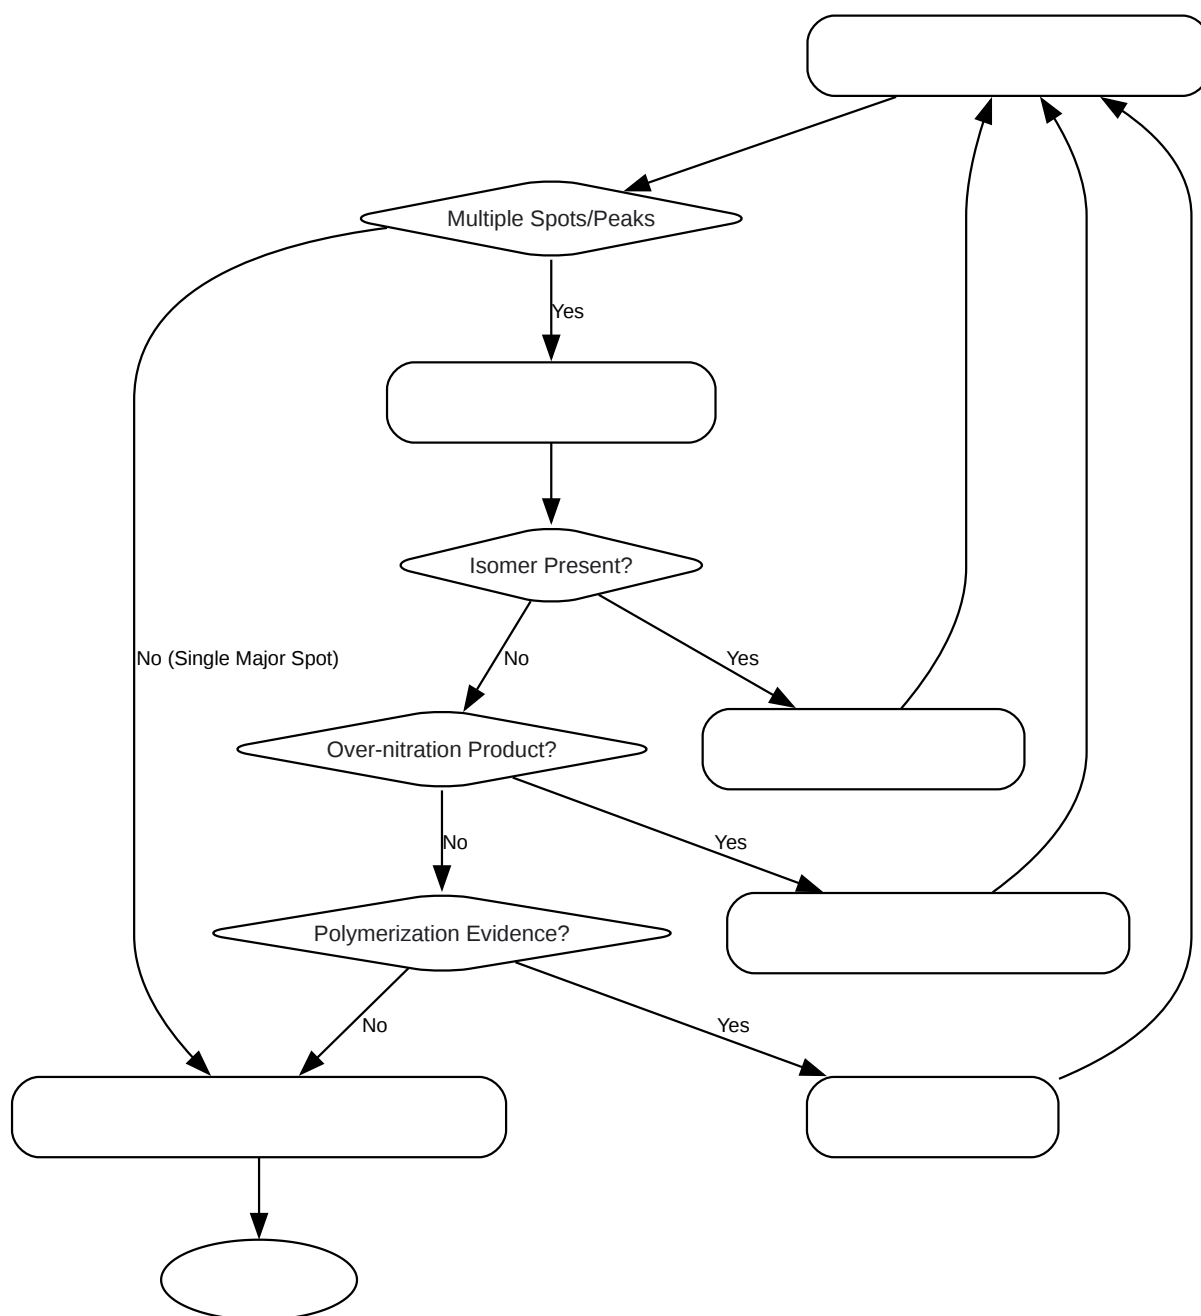 Multiple Spots/Peaks
Yes
Isomer Present?
No (Single Major Spot)
No
Yes
Over-nitration Product?
No
Yes
Polymerization Evidence?
No
Yes